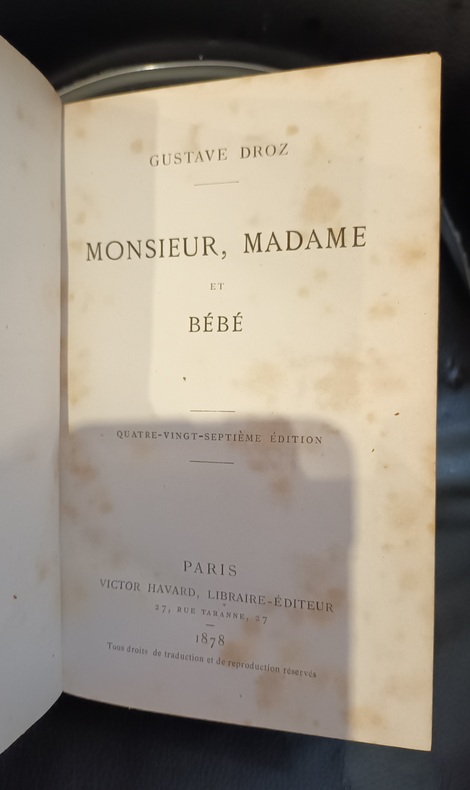 GUSTAVE DROZ
MONSIEUR, MADAME
ET
BÉBÉ
QUATRE-VINGT-SEPTIÈME ÉDITION
PARIS
VICTOR HAVARD, LIBRAIRE-ÉDITEUR
27, RUE TARANNE, 27
1878
Tous droits de traduction et de reproduction réservés